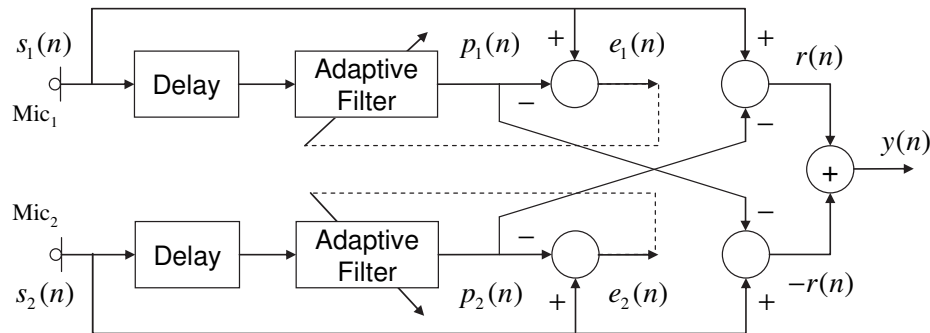 s₁(n)
Mic₁
Delay
Adaptive
Filter
p₁(n)
+
−
e₁(n)
+
−
r(n)
+
y(n)
Mic₂
s₂(n)
Delay
Adaptive
Filter
p₂(n)
−
+
e₂(n)
−
+
−r(n)